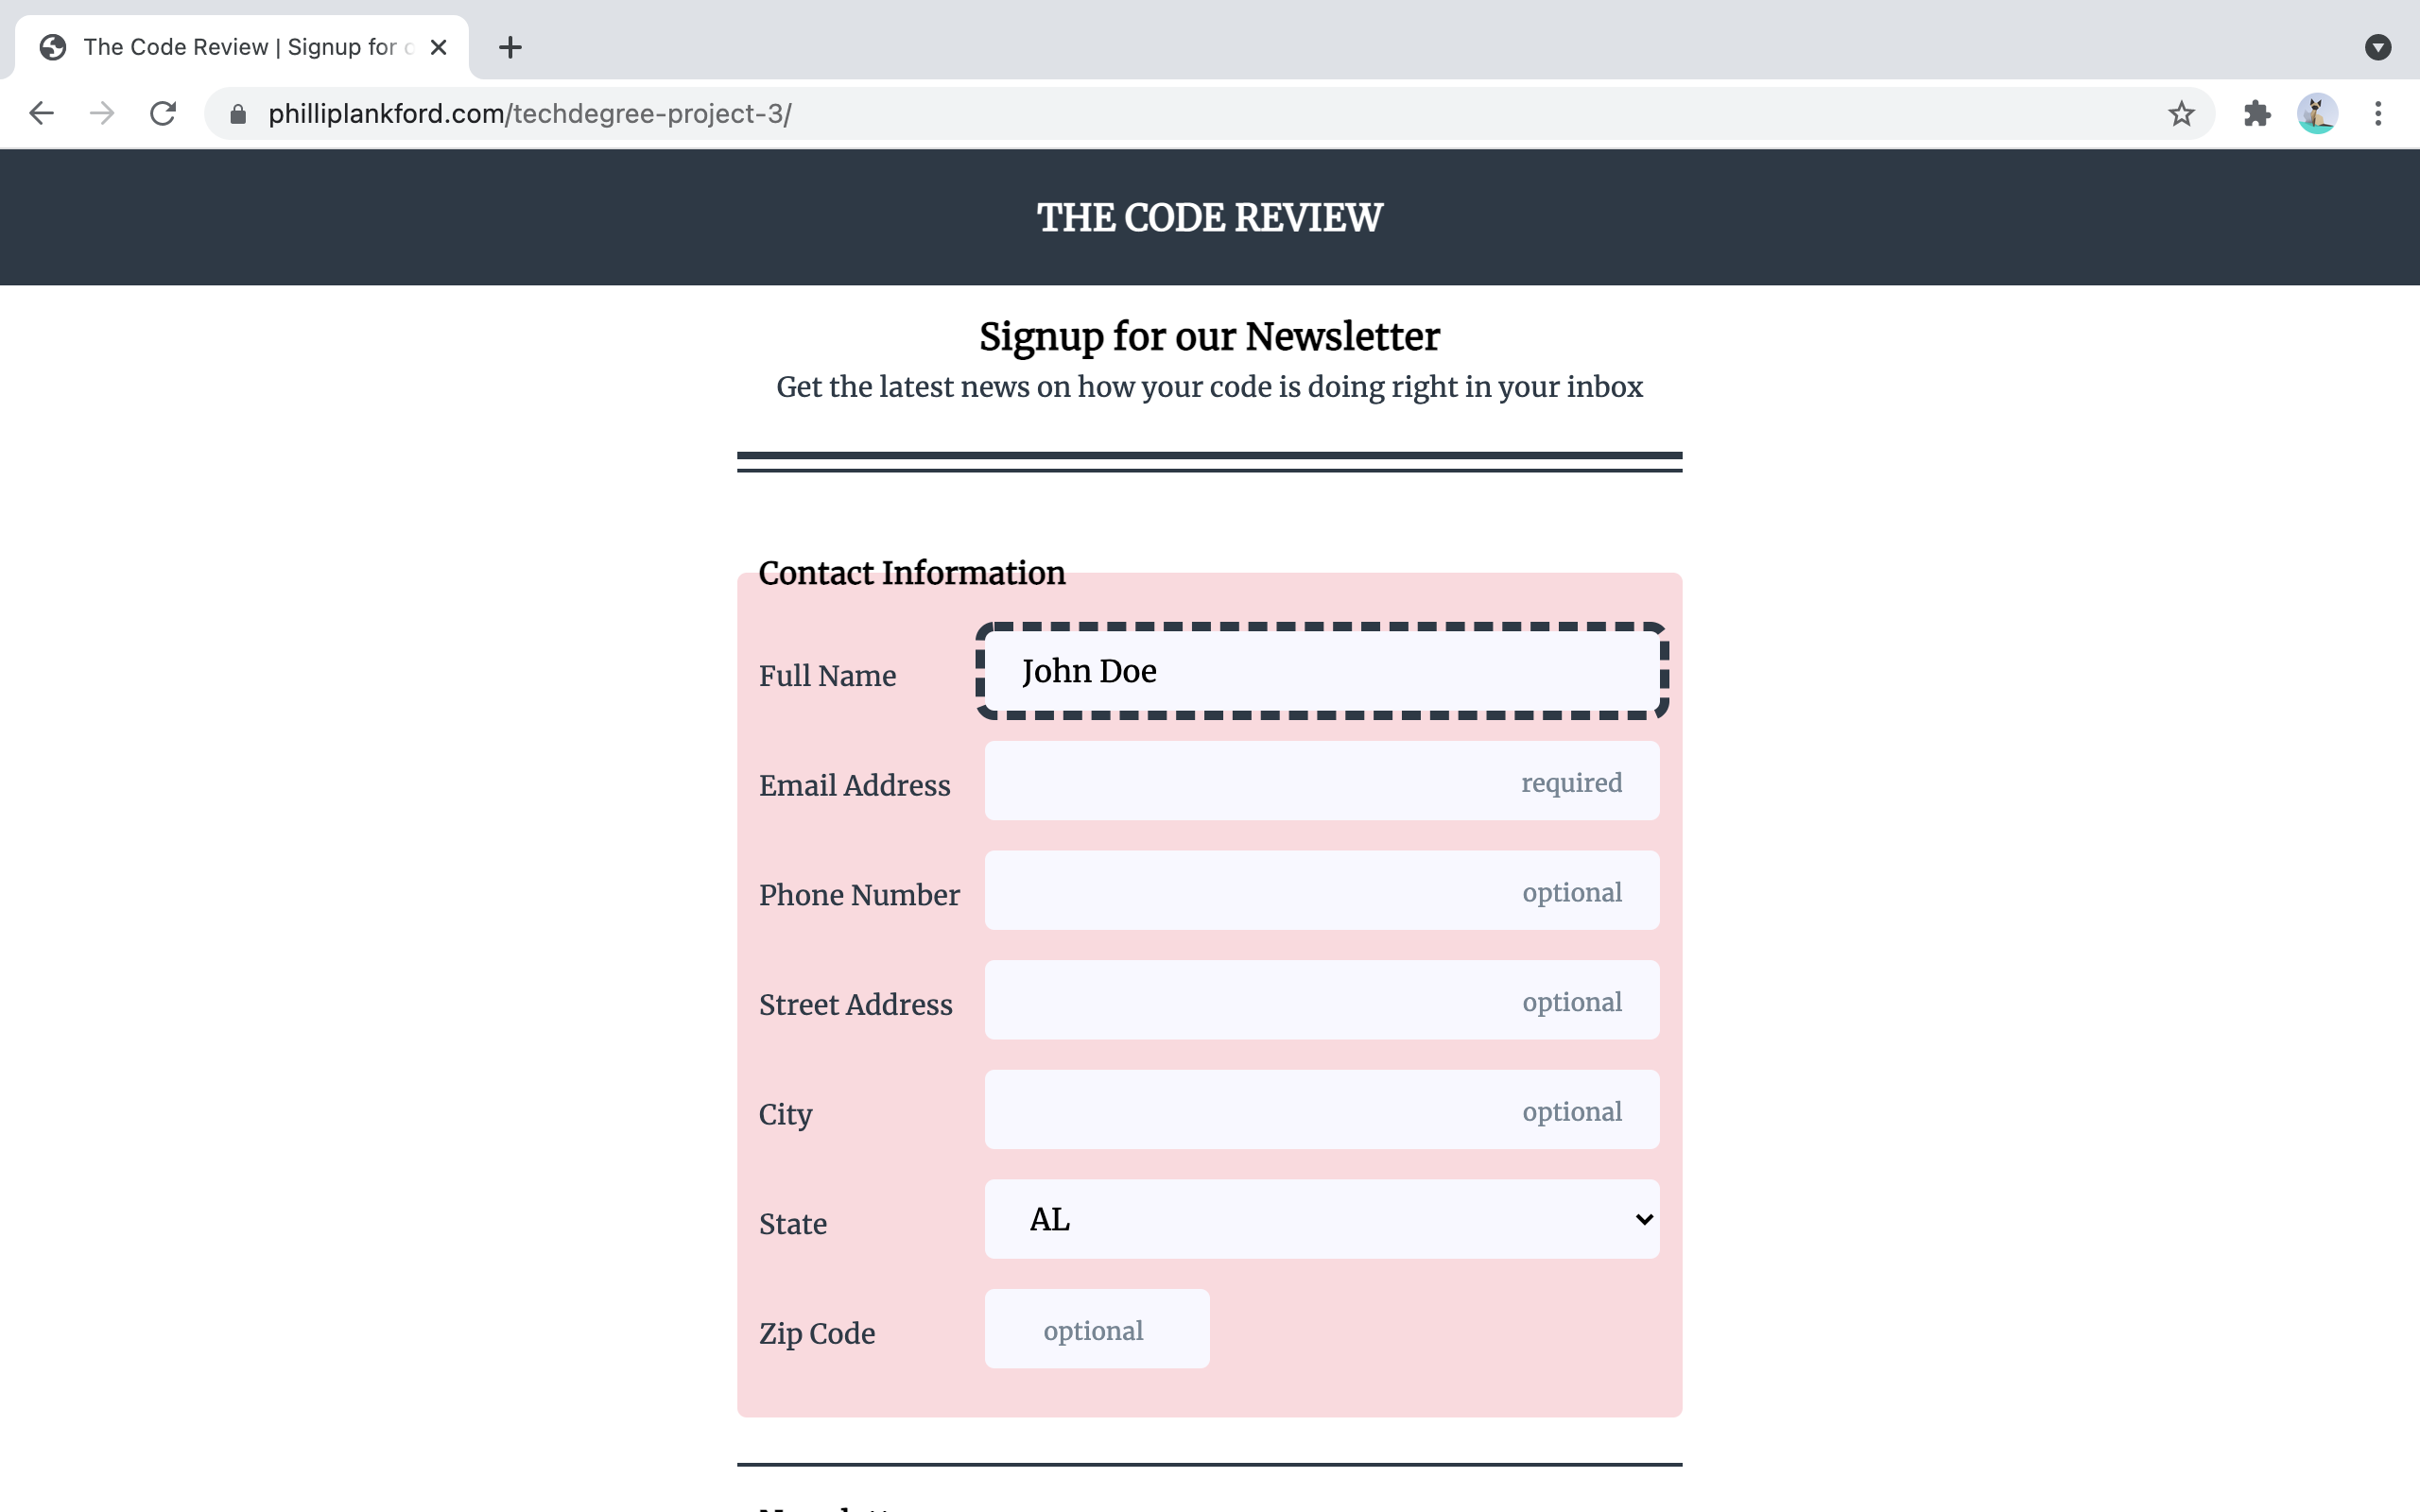 The Code Review | Signup for
philliplankford.com/techdegree-project-3/
THE CODE REVIEW
Signup for our Newsletter
Get the latest news on how your code is doing right in your inbox
Contact Information
Full Name John Doe
Email Address required
Phone Number optional
Street Address optional
City optional
State AL
Zip Code optional